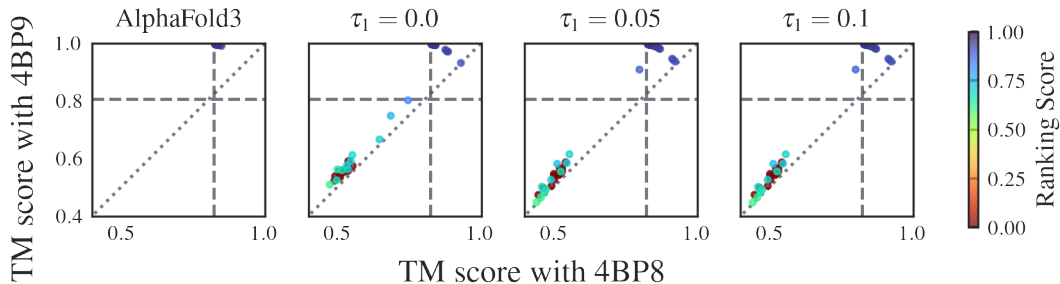 AlphaFold3
τ₁ = 0.0
τ₁ = 0.05
τ₁ = 0.1
TM score with 4BP9
1.0
0.8
0.6
0.4
0.5 1.0
0.5 1.0
0.5 1.0
0.5 1.0
TM score with 4BP8
1.00
0.75
0.50
0.25
0.00
Ranking Score